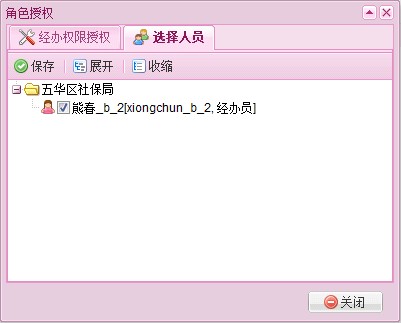 角色授权
经办权限授权 选择人员
保存 展开 收缩
五华区社保局
熊春_b_2[xiongchun_b_2, 经办员]
关闭